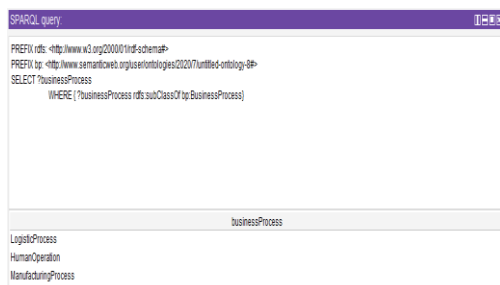 SPARQL query:
PREFIX rdfs: <http://www.w3.org/2000/01/rdf-schema#>
PREFIX bp: <http://www.semanticweb.org/user/ontologies/2020/7/untitled-ontology-8#>
SELECT ?businessProcess
WHERE { ?businessProcess rdfs:subClassOf bp:BusinessProcess}
businessProcess
LogisticProcess
HumanOperation
ManufacturingProcess